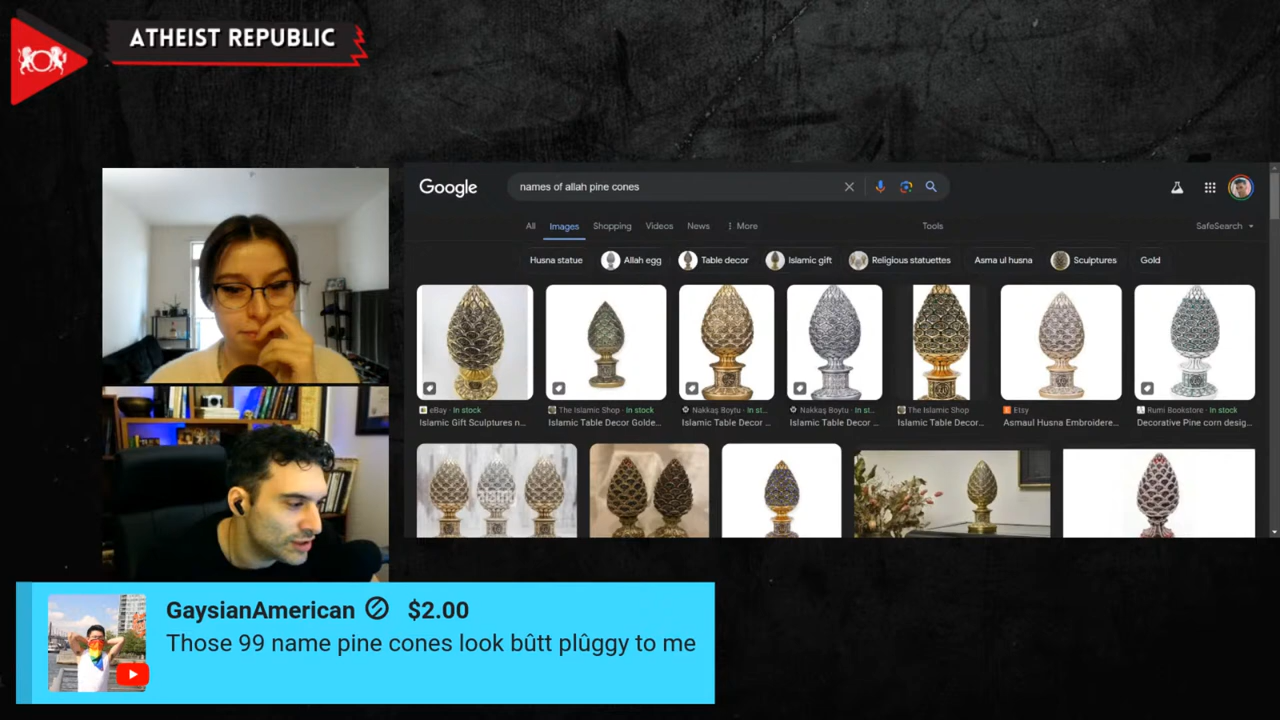 ATHEIST REPUBLIC
Google
names of allah pine cones
All Images Shopping Videos News More Tools SafeSearch
Husna statue Allah egg Table decor Islamic gift Religious statuettes Asma ul husna Sculptures Gold
eBay · In stock
Islamic Gift Sculptures n...
The Islamic Shop · In stock
Islamic Table Decor Golde...
Nakkaş Boytu · In st...
Islamic Table Decor ...
Nakkaş Boytu · In st...
Islamic Table Decor ...
The Islamic Shop
Islamic Table Decor...
Etsy
Asmaul Husna Embroidere...
Rumi Bookstore · In stock
Decorative Pine corn desig...
GaysianAmerican $2.00
Those 99 name pine cones look bûtt plûggy to me